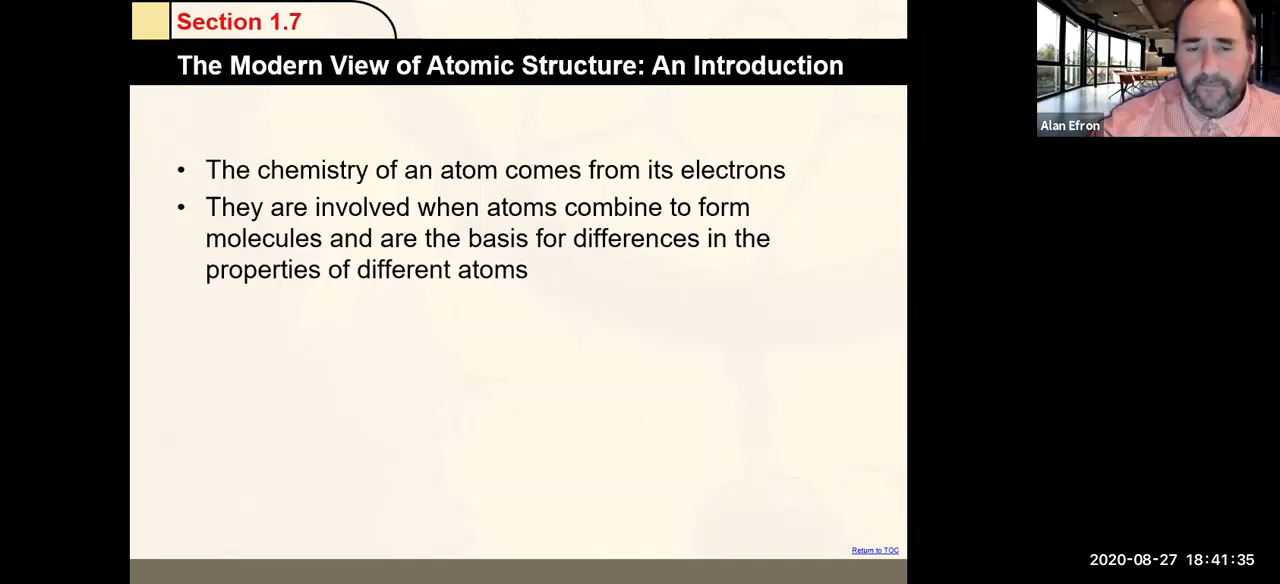 Section 1.7
The Modern View of Atomic Structure: An Introduction
• The chemistry of an atom comes from its electrons
• They are involved when atoms combine to form
molecules and are the basis for differences in the
properties of different atoms
Return to TOC
Alan Efron
2020-08-27 18:41:35